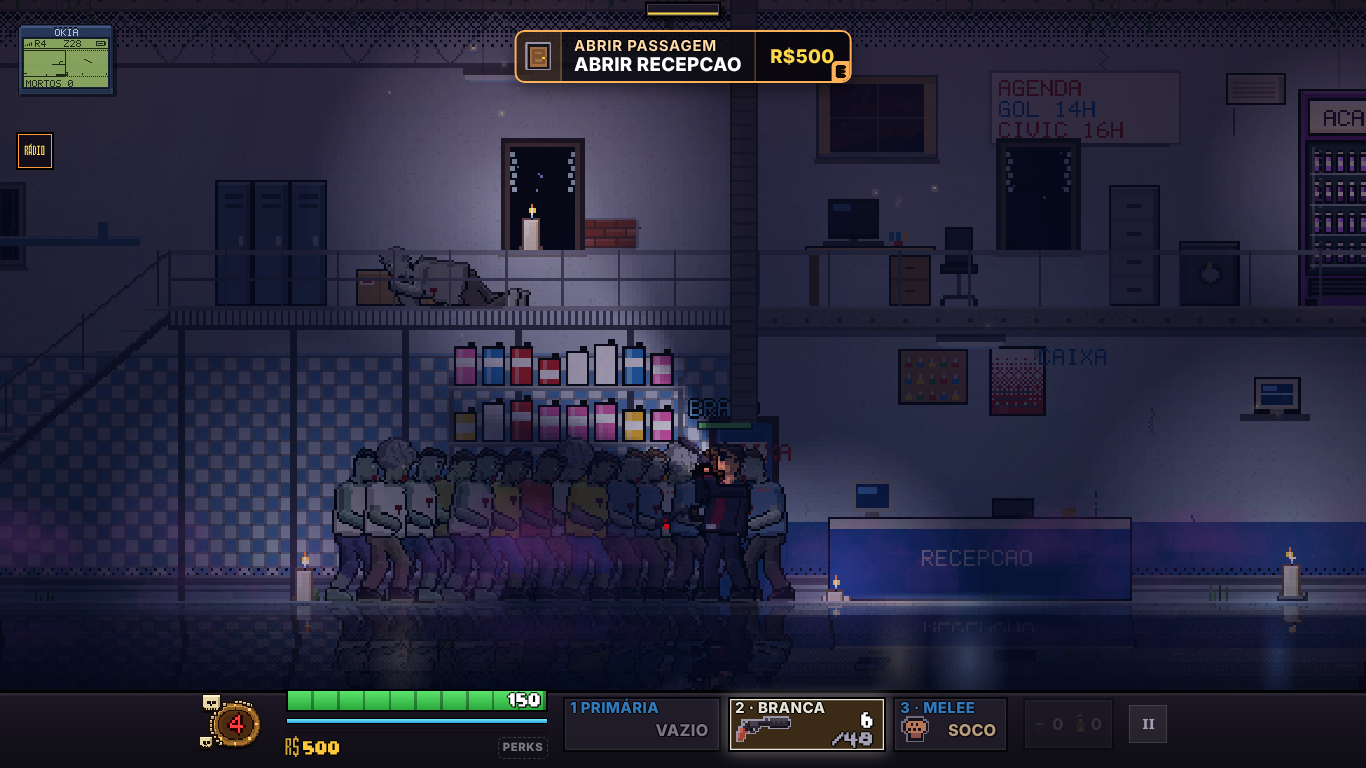 OKIA
R4 Z28
MORTOS 0
RÁDIO
ABRIR PASSAGEM
ABRIR RECEPCAO
R$500
E
AGENDA
GOL 14H
CIVIC 16H
ACA
CAIXA
BRA
RECEPCAO
4
150
R$500
PERKS
1 PRIMÁRIA
VAZIO
2 · BRANCA
6
/48
3 · MELEE
SOCO
- 0 0
II